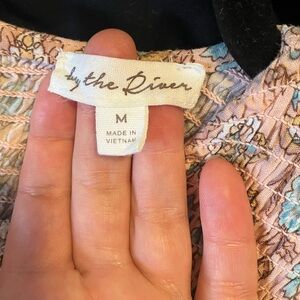 by the River
M
MADE IN
VIETNAM